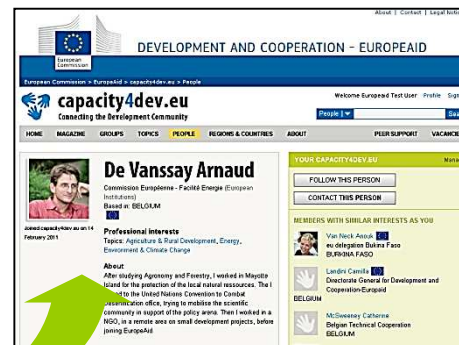 About | Contact | Legal Notice
DEVELOPMENT AND COOPERATION - EUROPEAID
European
Commission
European Commission > EuropeAid > capacity4dev.eu > People
capacity4dev.eu
Connecting the Development Community
Welcome Europeaid Test User Profile Sign
People
HOME MAGAZINE GROUPS TOPICS PEOPLE REGIONS & COUNTRIES ABOUT PEER SUPPORT VACANCIE
De Vanssay Arnaud
Commission Européenne - Facilité Energie (European
Institutions)
Based in: BELGIUM
Joined capacity4dev.eu on 14
February 2011
Professional interests
Topics: Agriculture & Rural Development, Energy,
Environment & Climate Change
About
After studying Agronomy and Forestry, I worked in Mayotte
Island for the protection of the local natural ressources. The I
to the United Nations Convention to Combat
office, trying to mobilise the scientific
community in support of the policy arena. Then I worked in a
NGO, in a remote area on small development projects, before
joining EuropeAid
YOUR CAPACITY4DEV.EU Mana
FOLLOW THIS PERSON
CONTACT THIS PERSON
MEMBERS WITH SIMILAR INTERESTS AS YOU
Van Neck Anouk
eu delegation Bukina Faso
BURKINA FASO
Landini Camilla
Directorate General for Development and
Cooperation-Europaid
BELGIUM
McSweeney Catherine
Belgian Technical Cooperation
BELGIUM